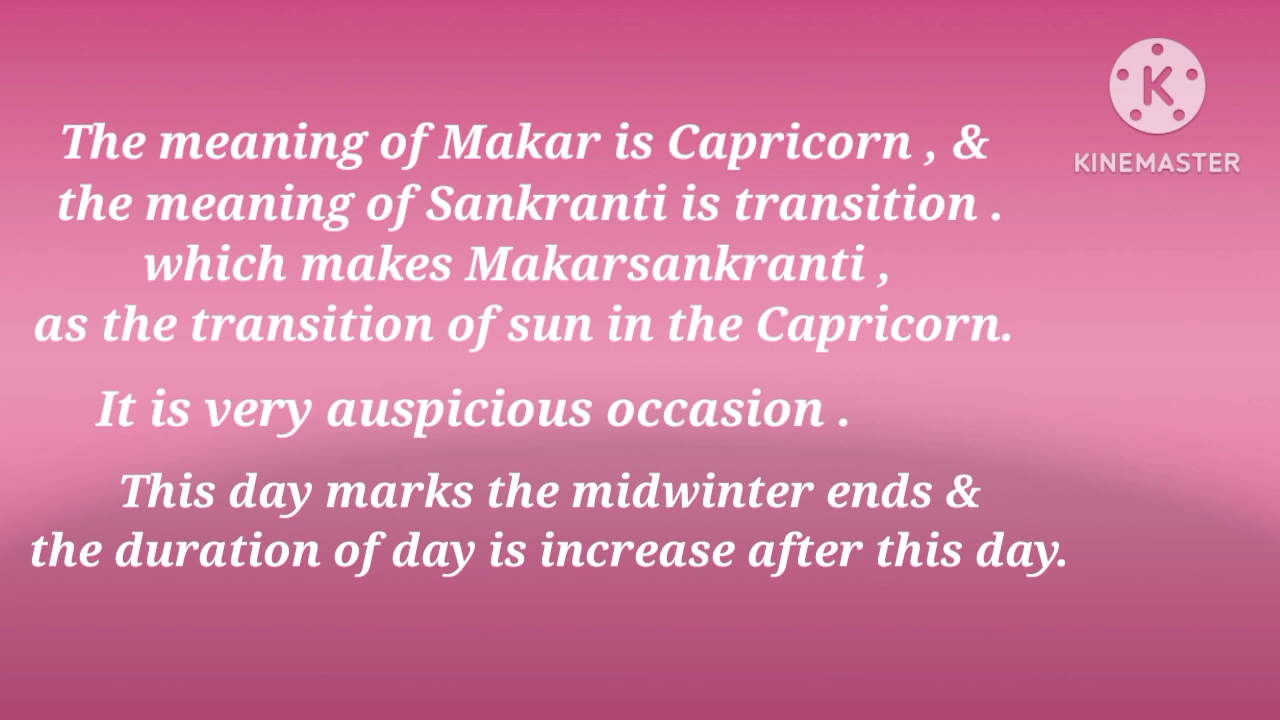 The meaning of Makar is Capricorn , &
the meaning of Sankranti is transition .
which makes Makarsankranti ,
as the transition of sun in the Capricorn.
It is very auspicious occasion .
This day marks the midwinter ends &
the duration of day is increase after this day.
K
KINEMASTER